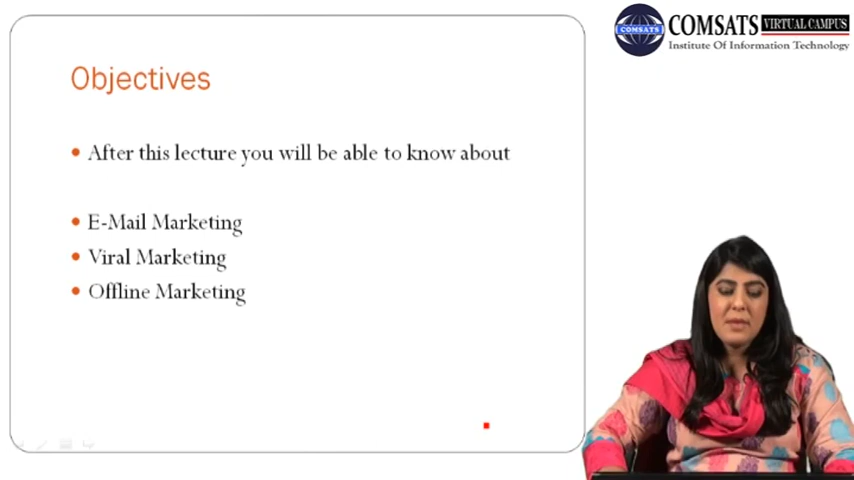 COMSATS VIRTUAL CAMPUS
COMSATS
Institute Of Information Technology
Objectives
• After this lecture you will be able to know about
• E-Mail Marketing
• Viral Marketing
• Offline Marketing